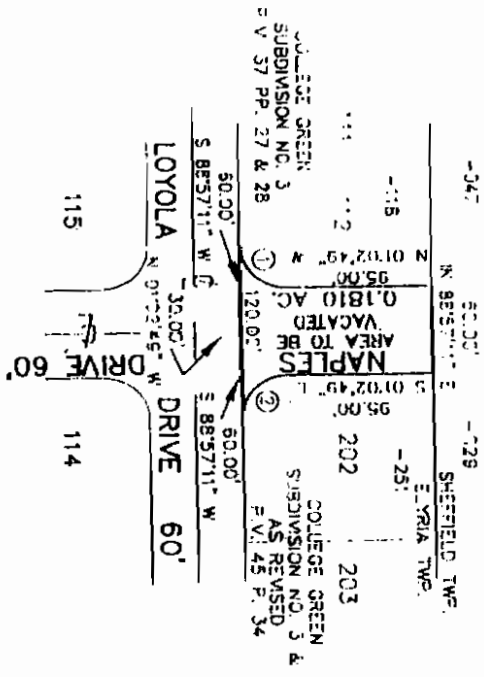 N 88°57'11" E
60.00'
SHEFFIELD TWP.
ELYRIA TWP.
COLLEGE GREEN
SUBDIVISION NO. 3
P.V. 37 PP. 27 & 28
N 01°02'49" W
95.00'
0.1810 AC.
AREA TO BE
VACATED
NAPLES
S 01°02'49" E
95.00'
202
203
COLLEGE GREEN
SUBDIVISION NO. 3 &
AS REVISED
P.V. 45 P. 34
1
120.00'
2
60.00'
S 88°57'11" W
60.00'
S 88°57'11" W
LOYOLA DRIVE 60'
30.00'
N 01°02'49" W
DRIVE 60'
115
114